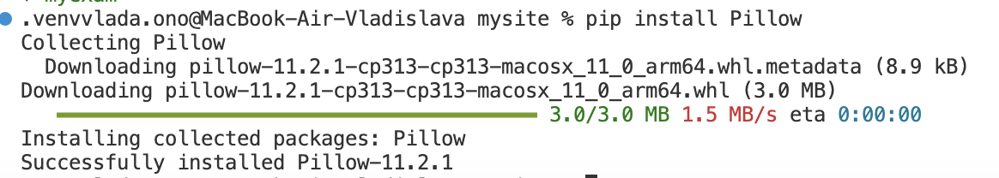 .venvvlada.ono@MacBook-Air-Vladislava mysite % pip install Pillow
Collecting Pillow
  Downloading pillow-11.2.1-cp313-cp313-macosx_11_0_arm64.whl.metadata (8.9 kB)
Downloading pillow-11.2.1-cp313-cp313-macosx_11_0_arm64.whl (3.0 MB)
3.0/3.0 MB 1.5 MB/s eta 0:00:00
Installing collected packages: Pillow
Successfully installed Pillow-11.2.1